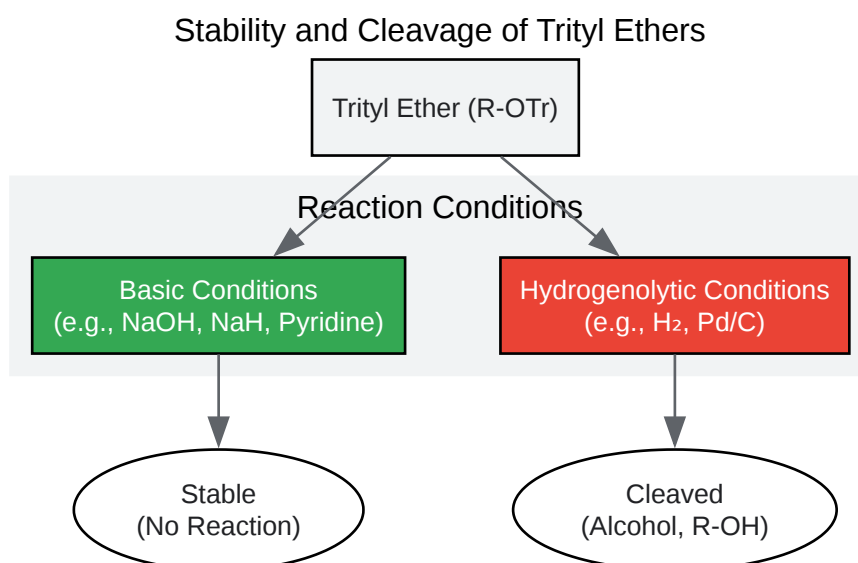 Stability and Cleavage of Trityl Ethers
Trityl Ether (R-OTr)
Reaction Conditions
Basic Conditions
(e.g., NaOH, NaH, Pyridine)
Hydrogenolytic Conditions
(e.g., H₂, Pd/C)
Stable
(No Reaction)
Cleaved
(Alcohol, R-OH)